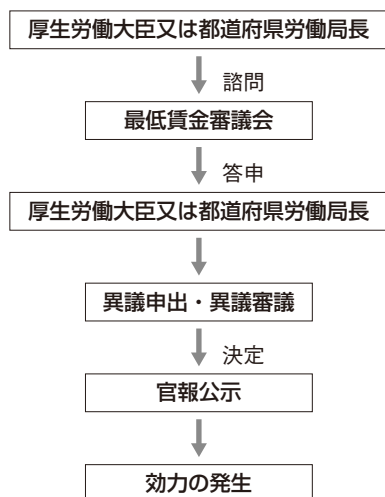 厚生労働大臣又は都道府県労働局長
諮問
最低賃金審議会
答申
厚生労働大臣又は都道府県労働局長
異議申出・異議審議
決定
官報公示
効力の発生